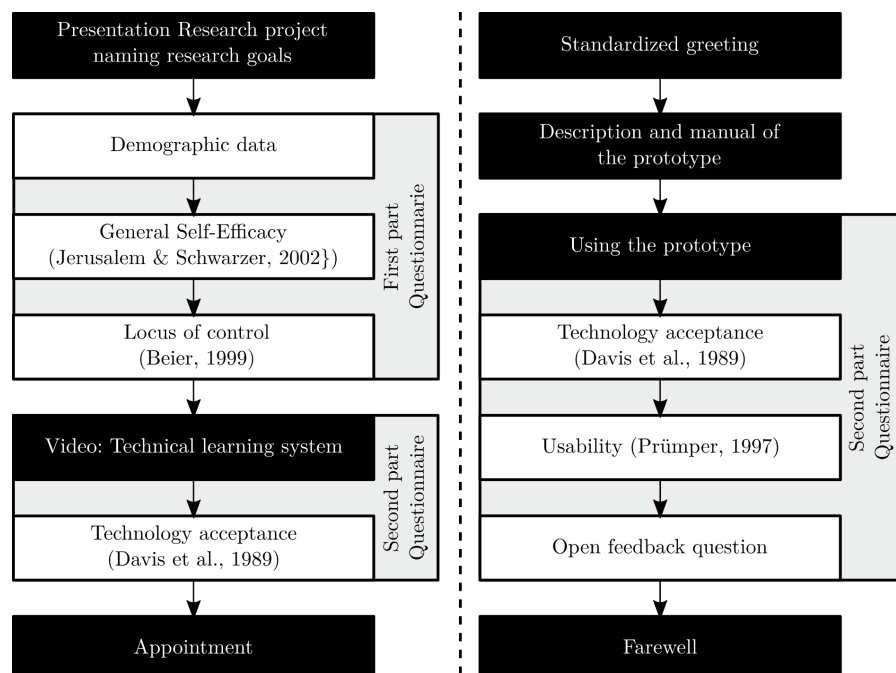 Presentation Research project
naming research goals
Demographic data
General Self-Efficacy
(Jerusalem & Schwarzer, 2002})
Locus of control
(Beier, 1999)
First part
Questionnarie
Video: Technical learning system
Technology acceptance
(Davis et al., 1989)
Second part
Questionnaire
Appointment
Standardized greeting
Description and manual of
the prototype
Using the prototype
Technology acceptance
(Davis et al., 1989)
Usability (Prümper, 1997)
Open feedback question
Second part
Questionnaire
Farewell